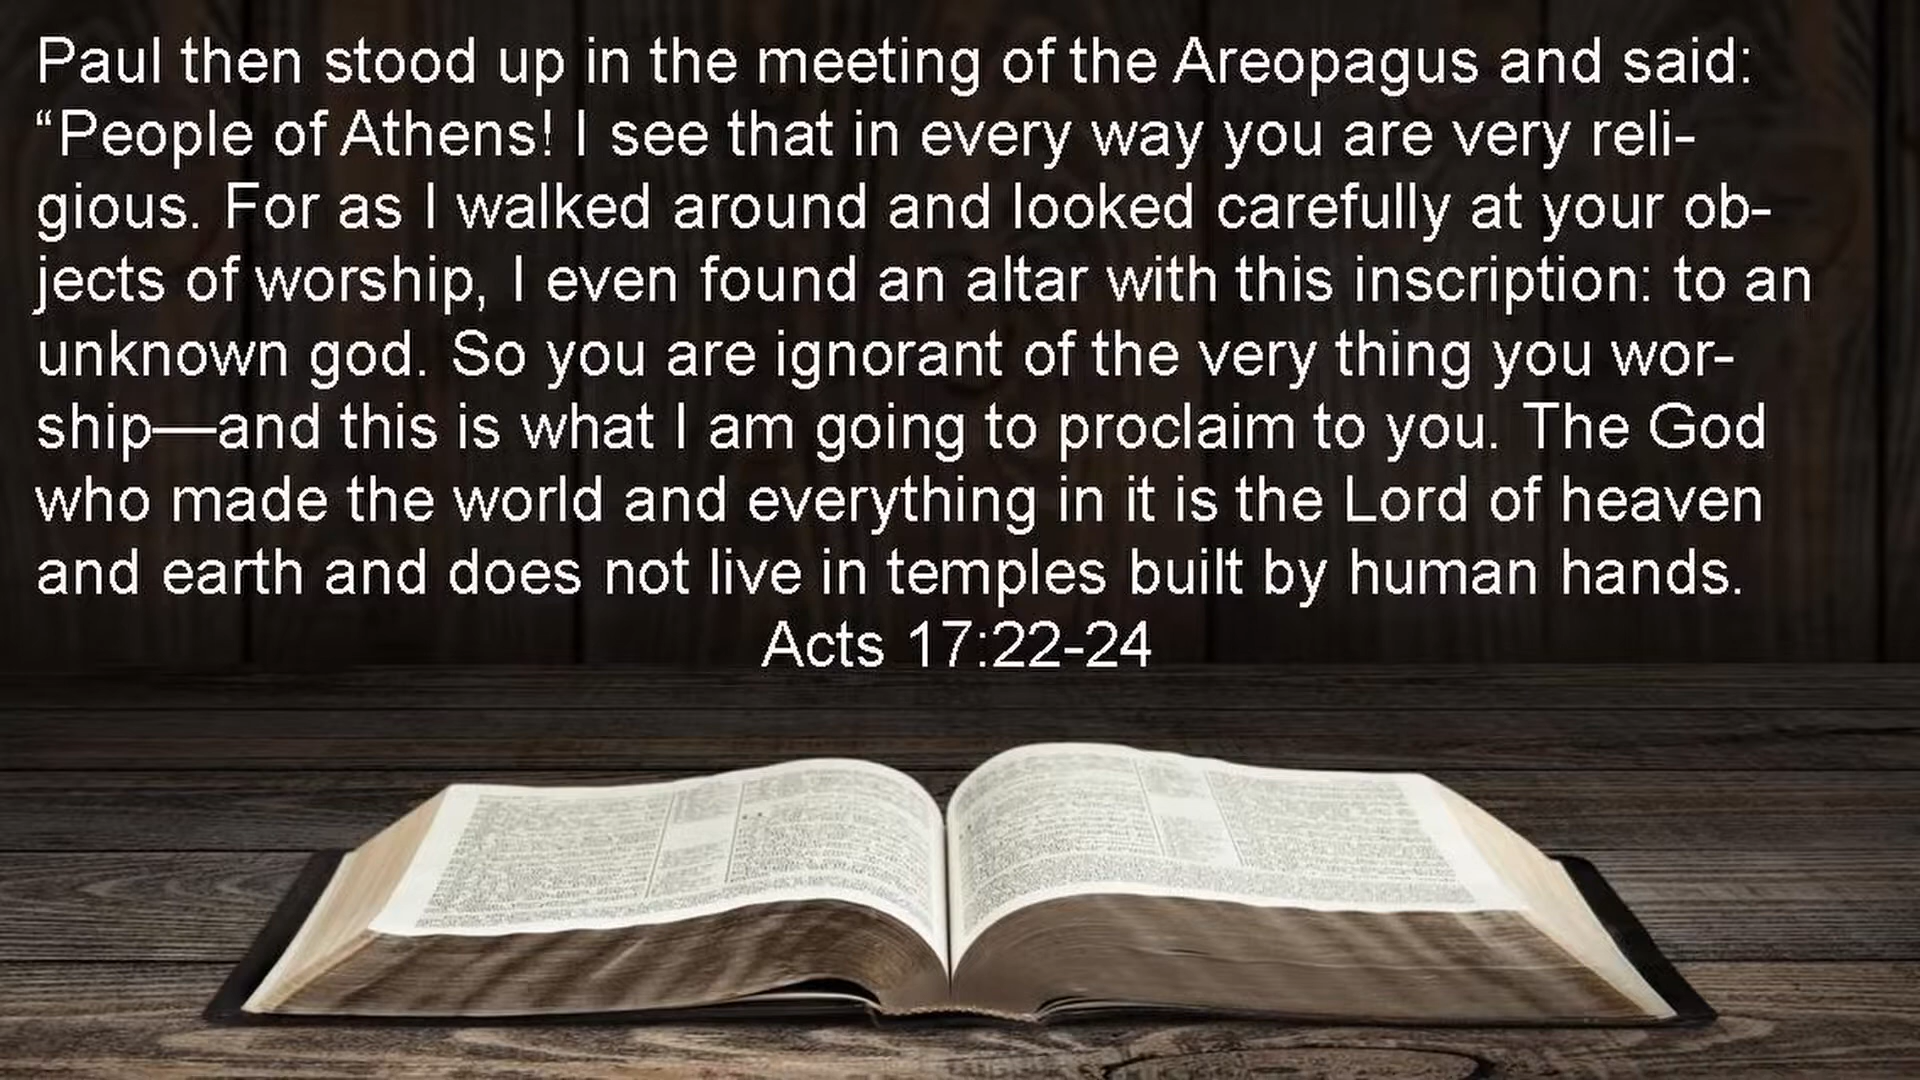 Paul then stood up in the meeting of the Areopagus and said:
“People of Athens! I see that in every way you are very reli-
gious. For as I walked around and looked carefully at your ob-
jects of worship, I even found an altar with this inscription: to an
unknown god. So you are ignorant of the very thing you wor-
ship—and this is what I am going to proclaim to you. The God
who made the world and everything in it is the Lord of heaven
and earth and does not live in temples built by human hands.
Acts 17:22-24